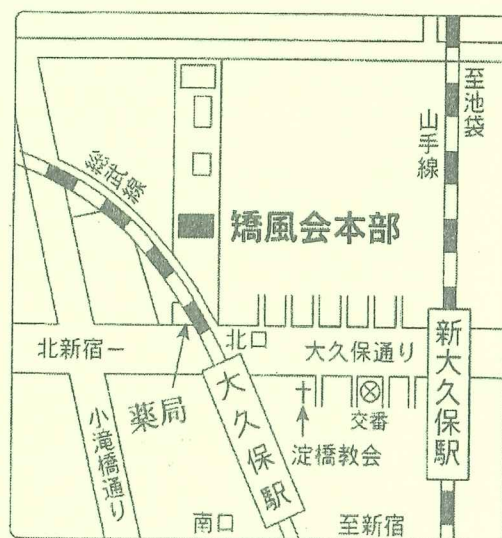 至池袋
山手線
総武線
矯風会本部
北口
大久保通り
北新宿一
新大久保駅
大久保駅
薬局
交番
淀橋教会
小滝橋通り
南口
至新宿